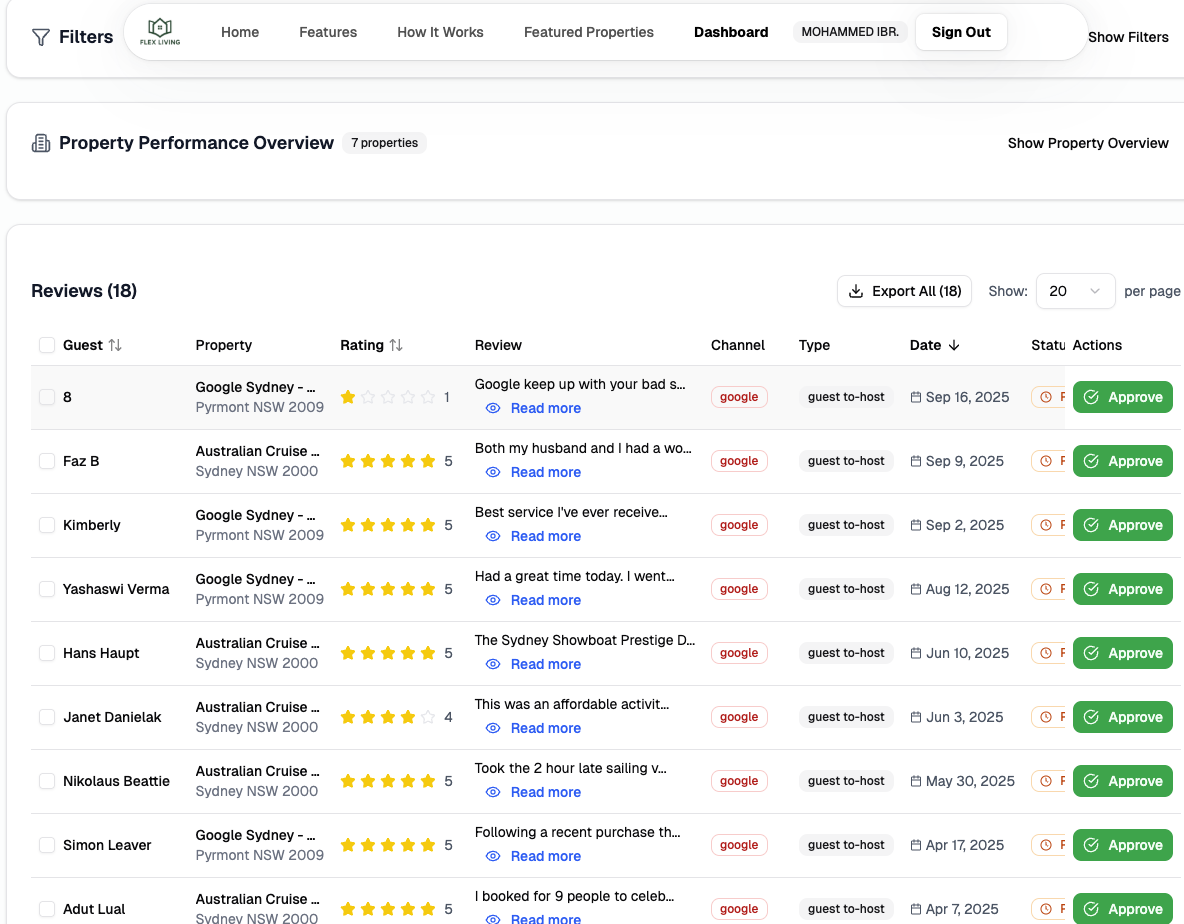 Filters
FLEX LIVING
Home Features How It Works Featured Properties Dashboard MOHAMMED IBR. Sign Out
Show Filters
Property Performance Overview 7 properties Show Property Overview
Reviews (18) Export All (18) Show: 20 per page
Guest Property Rating Review Channel Type Date Statu Actions
8 Google Sydney - ... 1 Google keep up with your bad s... google guest to-host Sep 16, 2025 Approve
Pyrmont NSW 2009 Read more
Faz B Australian Cruise ... 5 Both my husband and I had a wo... google guest to-host Sep 9, 2025 Approve
Sydney NSW 2000 Read more
Kimberly Google Sydney - ... 5 Best service I've ever receive... google guest to-host Sep 2, 2025 Approve
Pyrmont NSW 2009 Read more
Yashaswi Verma Google Sydney - ... 5 Had a great time today. I went... google guest to-host Aug 12, 2025 Approve
Pyrmont NSW 2009 Read more
Hans Haupt Australian Cruise ... 5 The Sydney Showboat Prestige D... google guest to-host Jun 10, 2025 Approve
Sydney NSW 2000 Read more
Janet Danielak Australian Cruise ... 4 This was an affordable activit... google guest to-host Jun 3, 2025 Approve
Sydney NSW 2000 Read more
Nikolaus Beattie Australian Cruise ... 5 Took the 2 hour late sailing v... google guest to-host May 30, 2025 Approve
Sydney NSW 2000 Read more
Simon Leaver Google Sydney - ... 5 Following a recent purchase th... google guest to-host Apr 17, 2025 Approve
Pyrmont NSW 2009 Read more
Adut Lual Australian Cruise ... 5 I booked for 9 people to celeb... google guest to-host Apr 7, 2025 Approve
Sydney NSW 2000 Read more